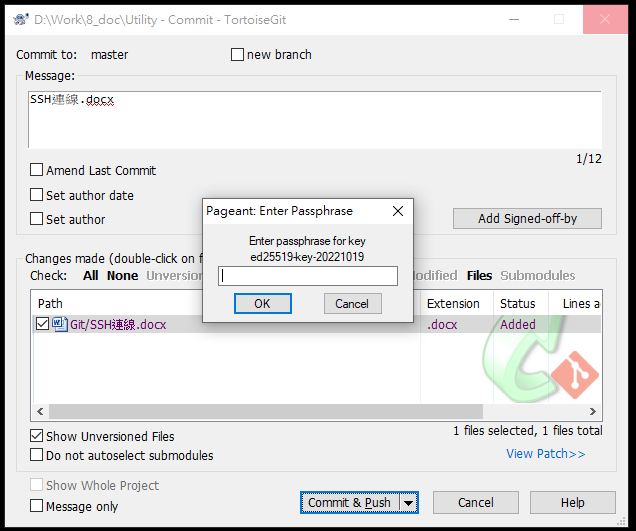 D:\Work\8_doc\Utility - Commit - TortoiseGit
Commit to: master new branch
Message:
SSH連線.docx
1/12
Amend Last Commit
Set author date
Set author
Add Signed-off-by
Pageant: Enter Passphrase
Enter passphrase for key
ed25519-key-20221019
OK Cancel
Changes made (double-click on f
Check: All None Unversion odified Files Submodules
Path Extension Status Lines a
Git/SSH連線.docx .docx Added
Show Unversioned Files
1 files selected, 1 files total
Do not autoselect submodules
View Patch>>
Show Whole Project
Message only
Commit & Push Cancel Help